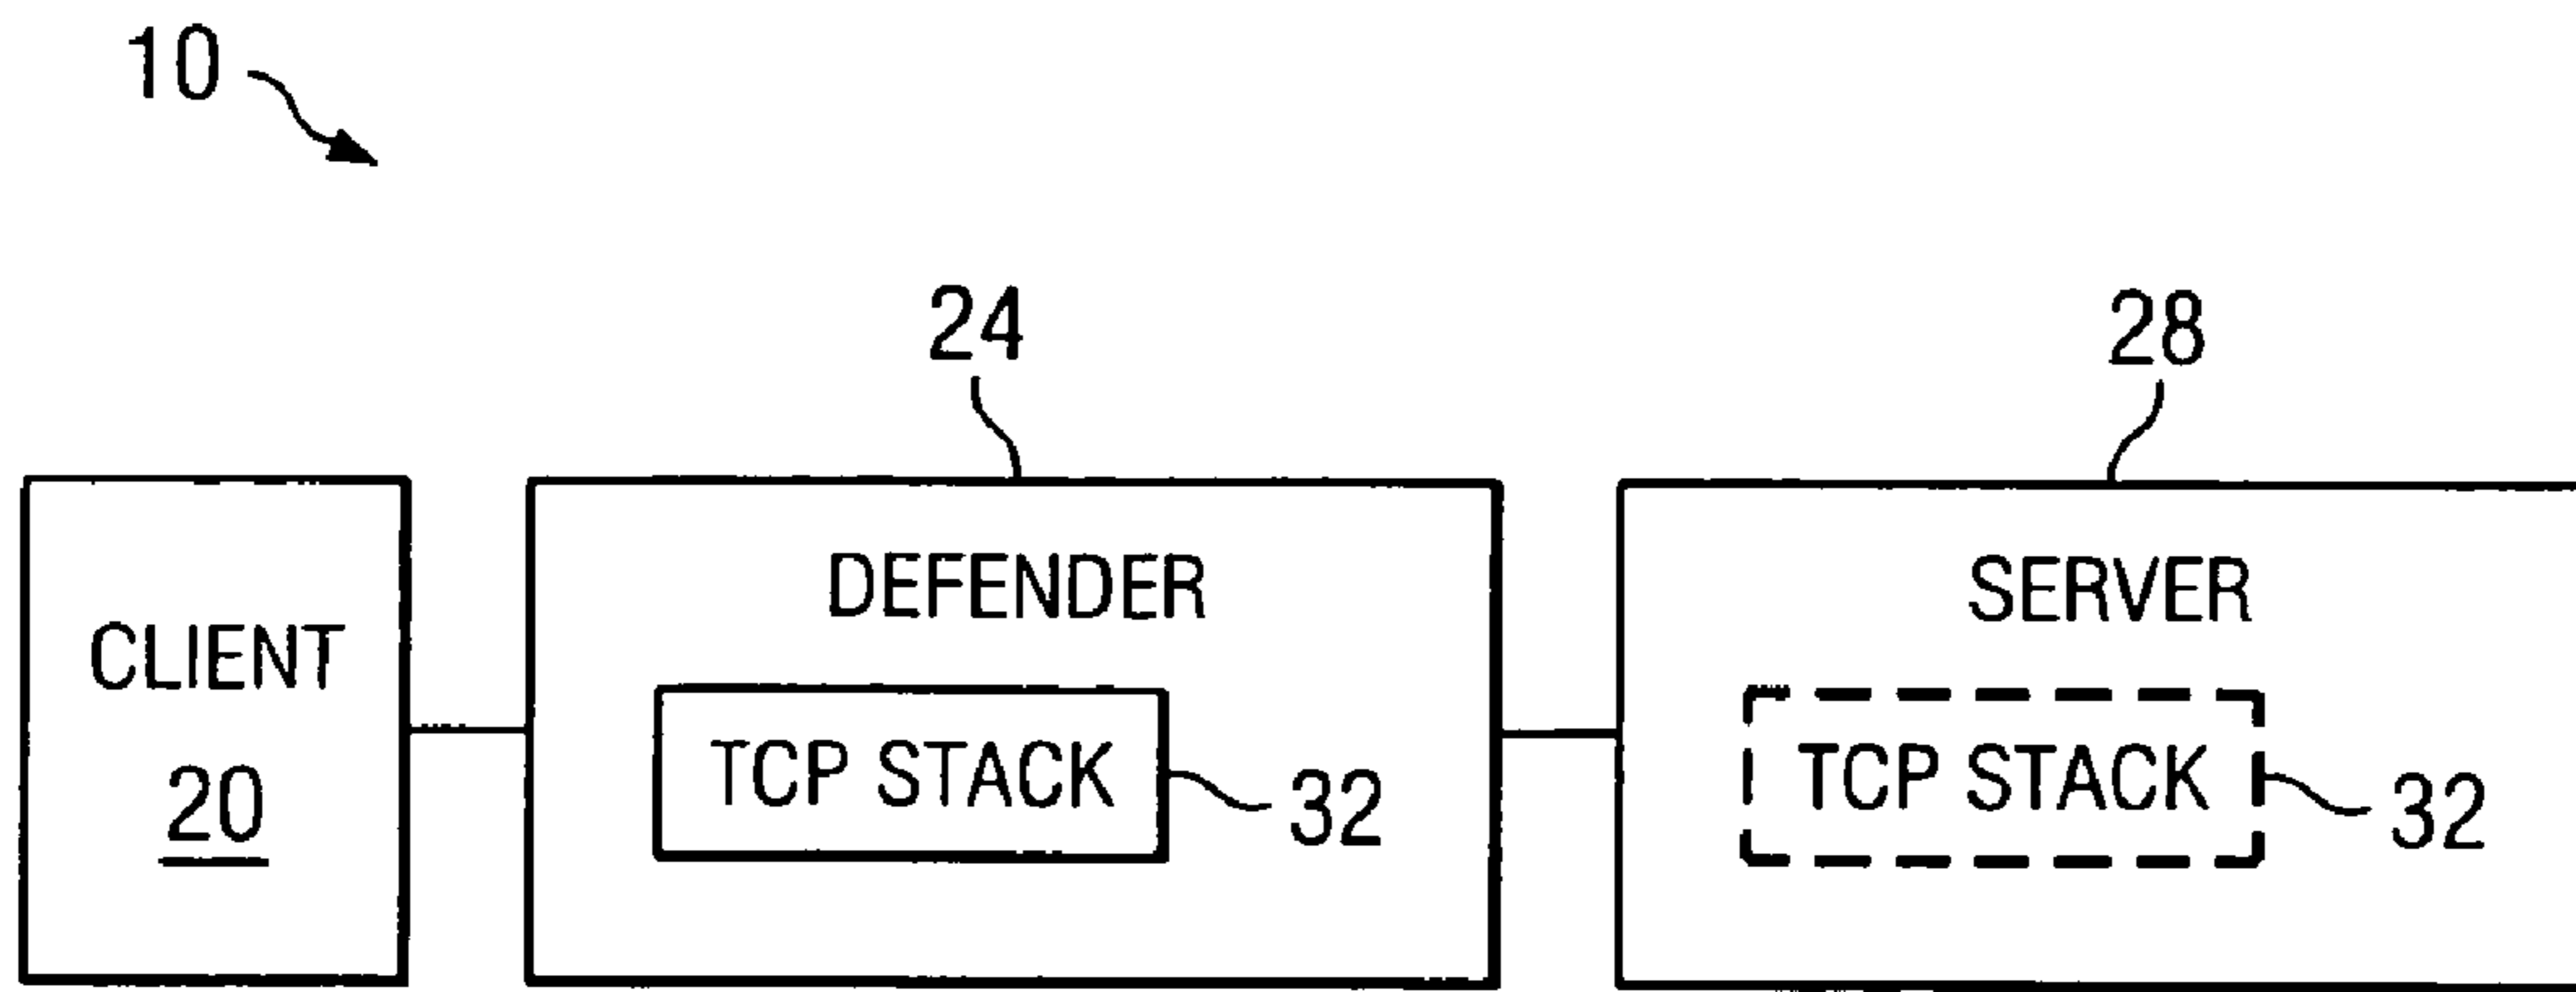 10
24
28
DEFENDER
SERVER
CLIENT
20
TCP STACK
32
TCP STACK
32